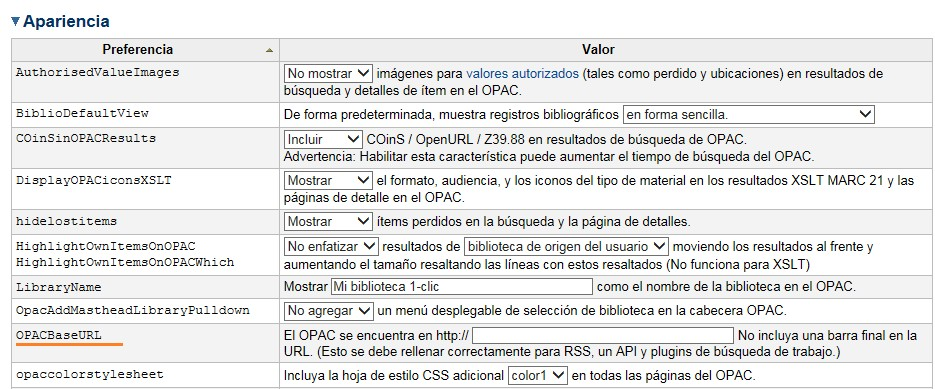 Apariencia
Preferencia Valor
AuthorisedValueImages No mostrar imágenes para valores autorizados (tales como perdido y ubicaciones) en resultados de
búsqueda y detalles de ítem en el OPAC.
BiblioDefaultView De forma predeterminada, muestra registros bibliográficos en forma sencilla.
COinSinOPACResults Incluir COinS / OpenURL / Z39.88 en resultados de búsqueda de OPAC.
Advertencia: Habilitar esta característica puede aumentar el tiempo de búsqueda del OPAC.
DisplayOPACiconsXSLT Mostrar el formato, audiencia, y los iconos del tipo de material en los resultados XSLT MARC 21 y las
páginas de detalle en el OPAC.
hidelostitems Mostrar ítems perdidos en la búsqueda y la página de detalles.
HighlightOwnItemsOnOPAC No enfatizar resultados de biblioteca de origen del usuario moviendo los resultados al frente y
HighlightOwnItemsOnOPACWhich aumentando el tamaño resaltando las líneas con estos resaltados (No funciona para XSLT)
LibraryName Mostrar Mi biblioteca 1-clic como el nombre de la biblioteca en el OPAC.
OpacAddMastheadLibraryPulldown No agregar un menú desplegable de selección de biblioteca en la cabecera OPAC.
OPACBaseURL El OPAC se encuentra en http:// No incluya una barra final en la
URL. (Esto se debe rellenar correctamente para RSS, un API y plugins de búsqueda de trabajo.)
opaccolorstylesheet Incluya la hoja de estilo CSS adicional color1 en todas las páginas del OPAC.